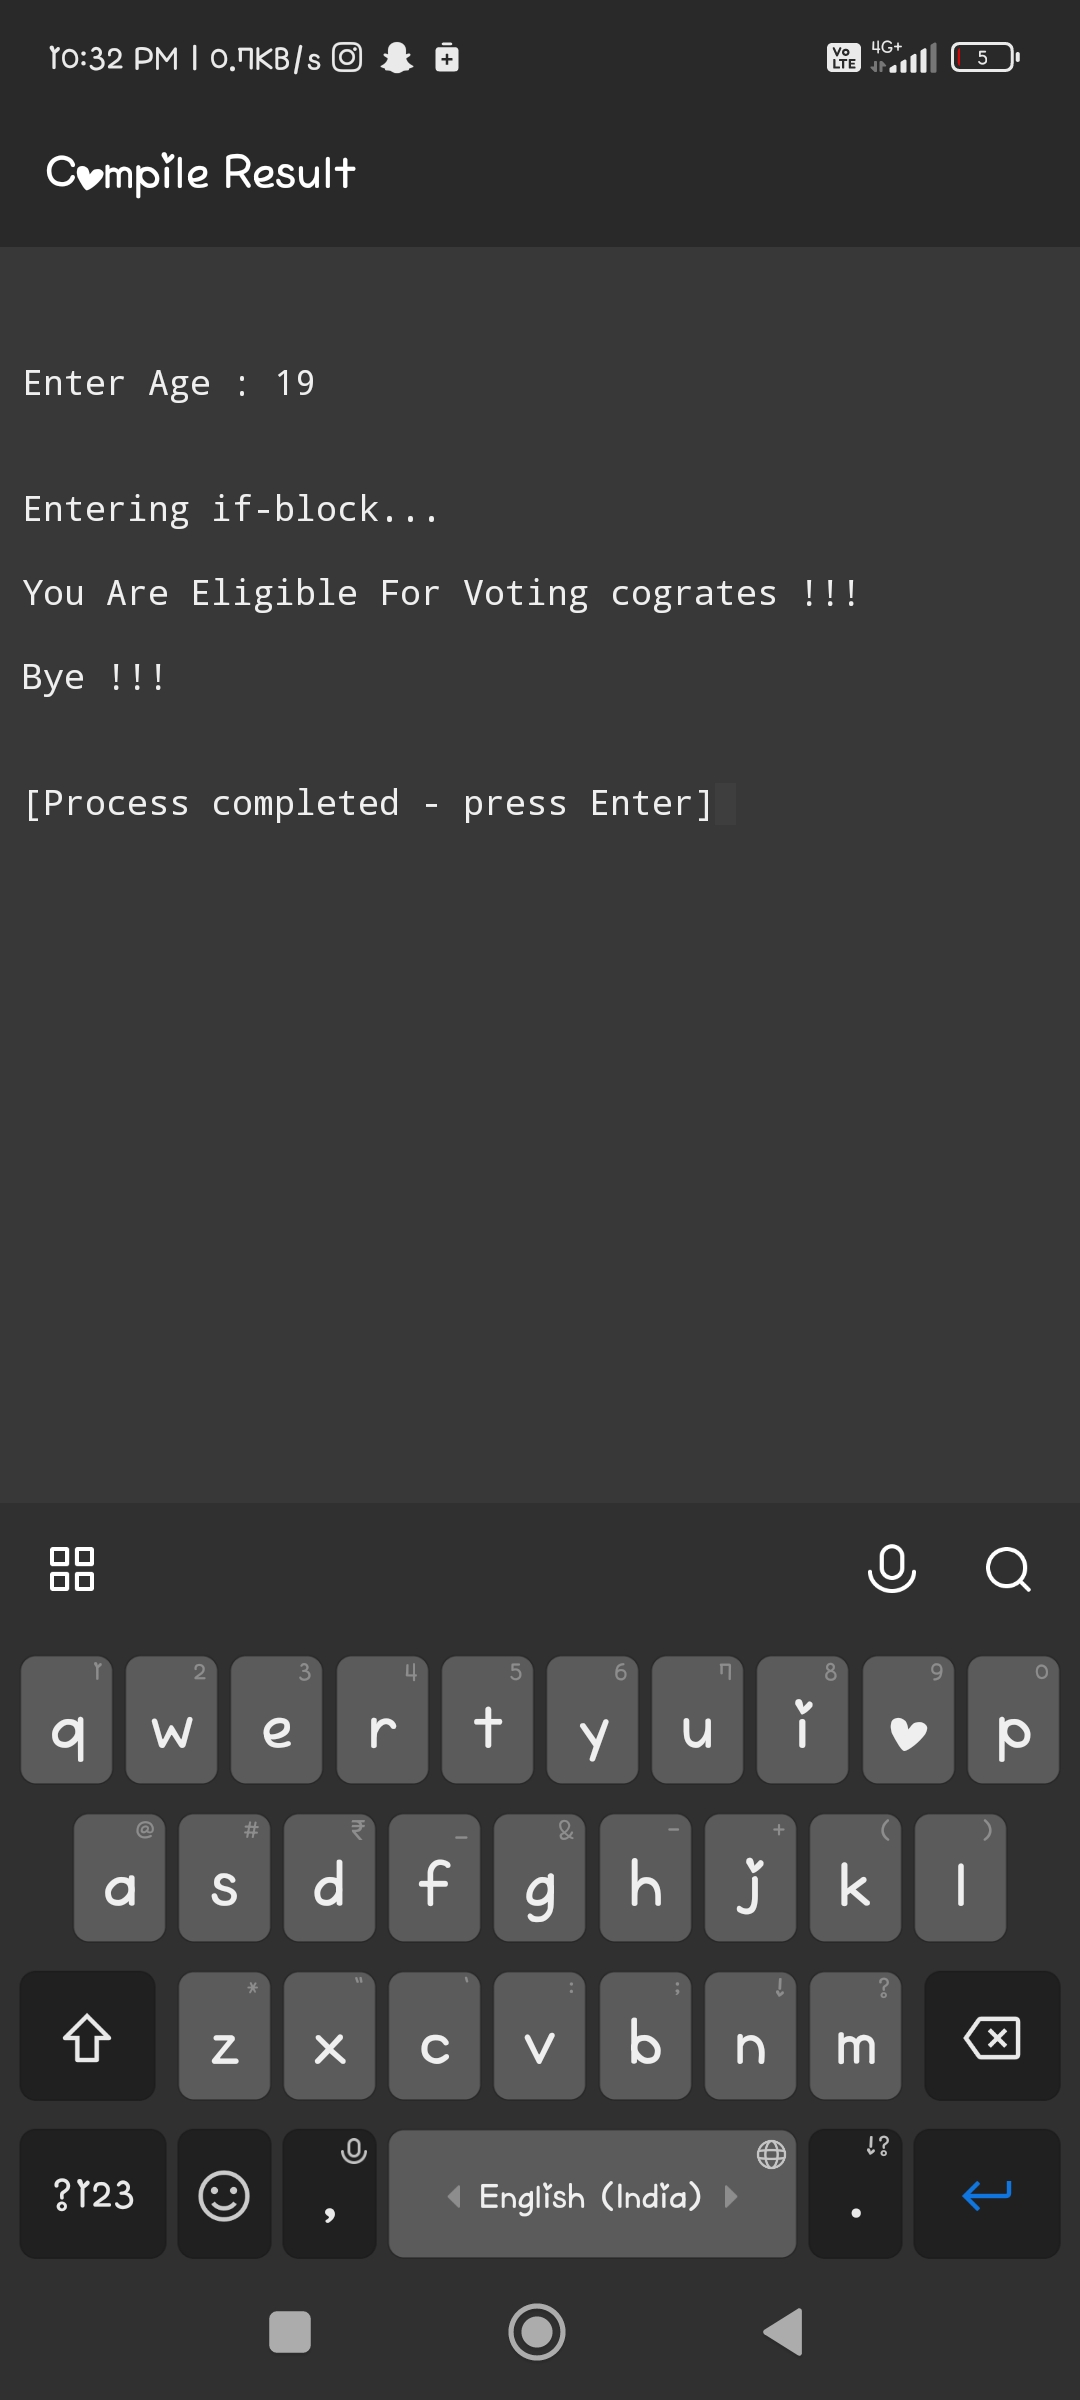 10:32 PM | 0.7KB/s Vo LTE 4G+ 5
Compile Result
Enter Age : 19
Entering if-block...
You Are Eligible For Voting cogrates !!!
Bye !!!
[Process completed - press Enter]
1 2 3 4 5 6 7 8 9 0
q w e r t y u i o p
@ # ₹ _ & - + ( )
a s d f g h j k l
* " ' : ; ! ?
z x c v b n m
!?
?123 , English (India) .